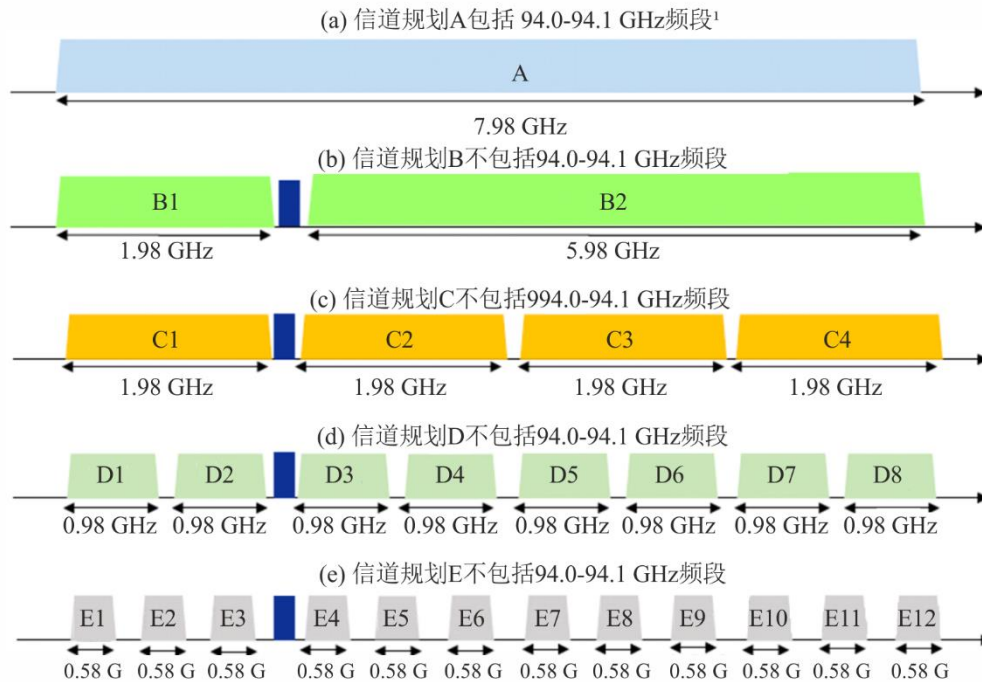 (a) 信道规划A包括 94.0-94.1 GHz频段¹
A
7.98 GHz
(b) 信道规划B不包括94.0-94.1 GHz频段
B1 B2
1.98 GHz 5.98 GHz
(c) 信道规划C不包括994.0-94.1 GHz频段
C1 C2 C3 C4
1.98 GHz 1.98 GHz 1.98 GHz 1.98 GHz
(d) 信道规划D不包括94.0-94.1 GHz频段
D1 D2 D3 D4 D5 D6 D7 D8
0.98 GHz 0.98 GHz 0.98 GHz 0.98 GHz 0.98 GHz 0.98 GHz 0.98 GHz 0.98 GHz
(e) 信道规划E不包括94.0-94.1 GHz频段
E1 E2 E3 E4 E5 E6 E7 E8 E9 E10 E11 E12
0.58 G 0.58 G 0.58 G 0.58 G 0.58 G 0.58 G 0.58 G 0.58 G 0.58 G 0.58 G 0.58 G 0.58 G